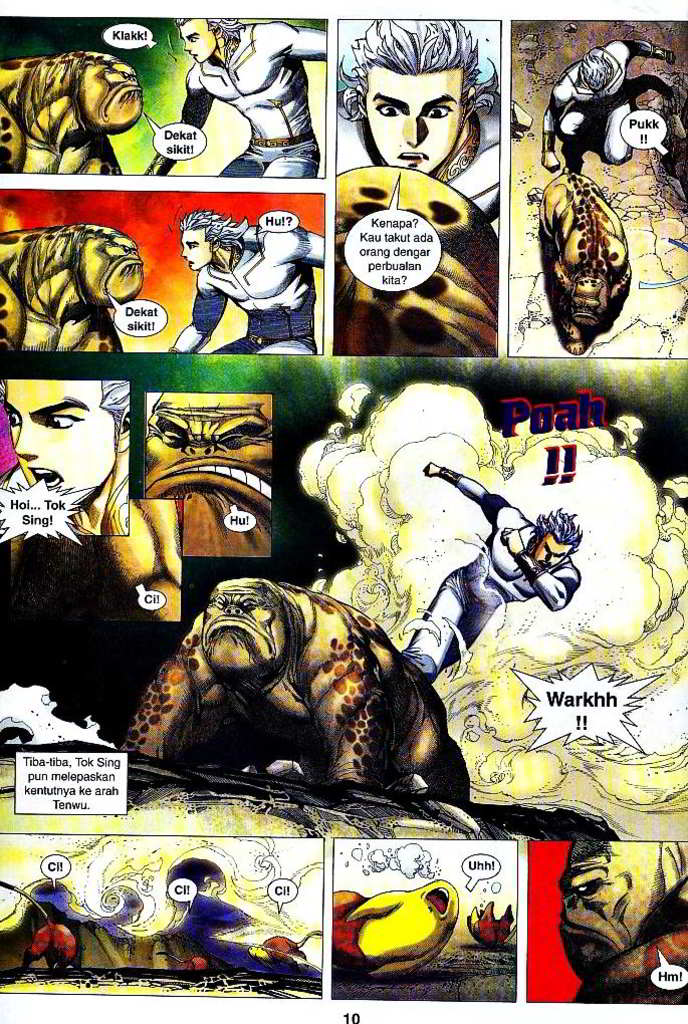 Klakk!
Dekat
sikit!
Hu!?
Dekat
sikit!
Kenapa?
Kau takut ada
orang dengar
perbualan
kita?
Pukk
!!
Hoi... Tok
Sing!
Hu!
Ci!
Poah
!!
Warkhh
!!
Tiba-tiba, Tok Sing
pun melepaskan
kentutnya ke arah
Tenwu.
Ci!
Ci!
Ci!
Uhh!
Hm!
10